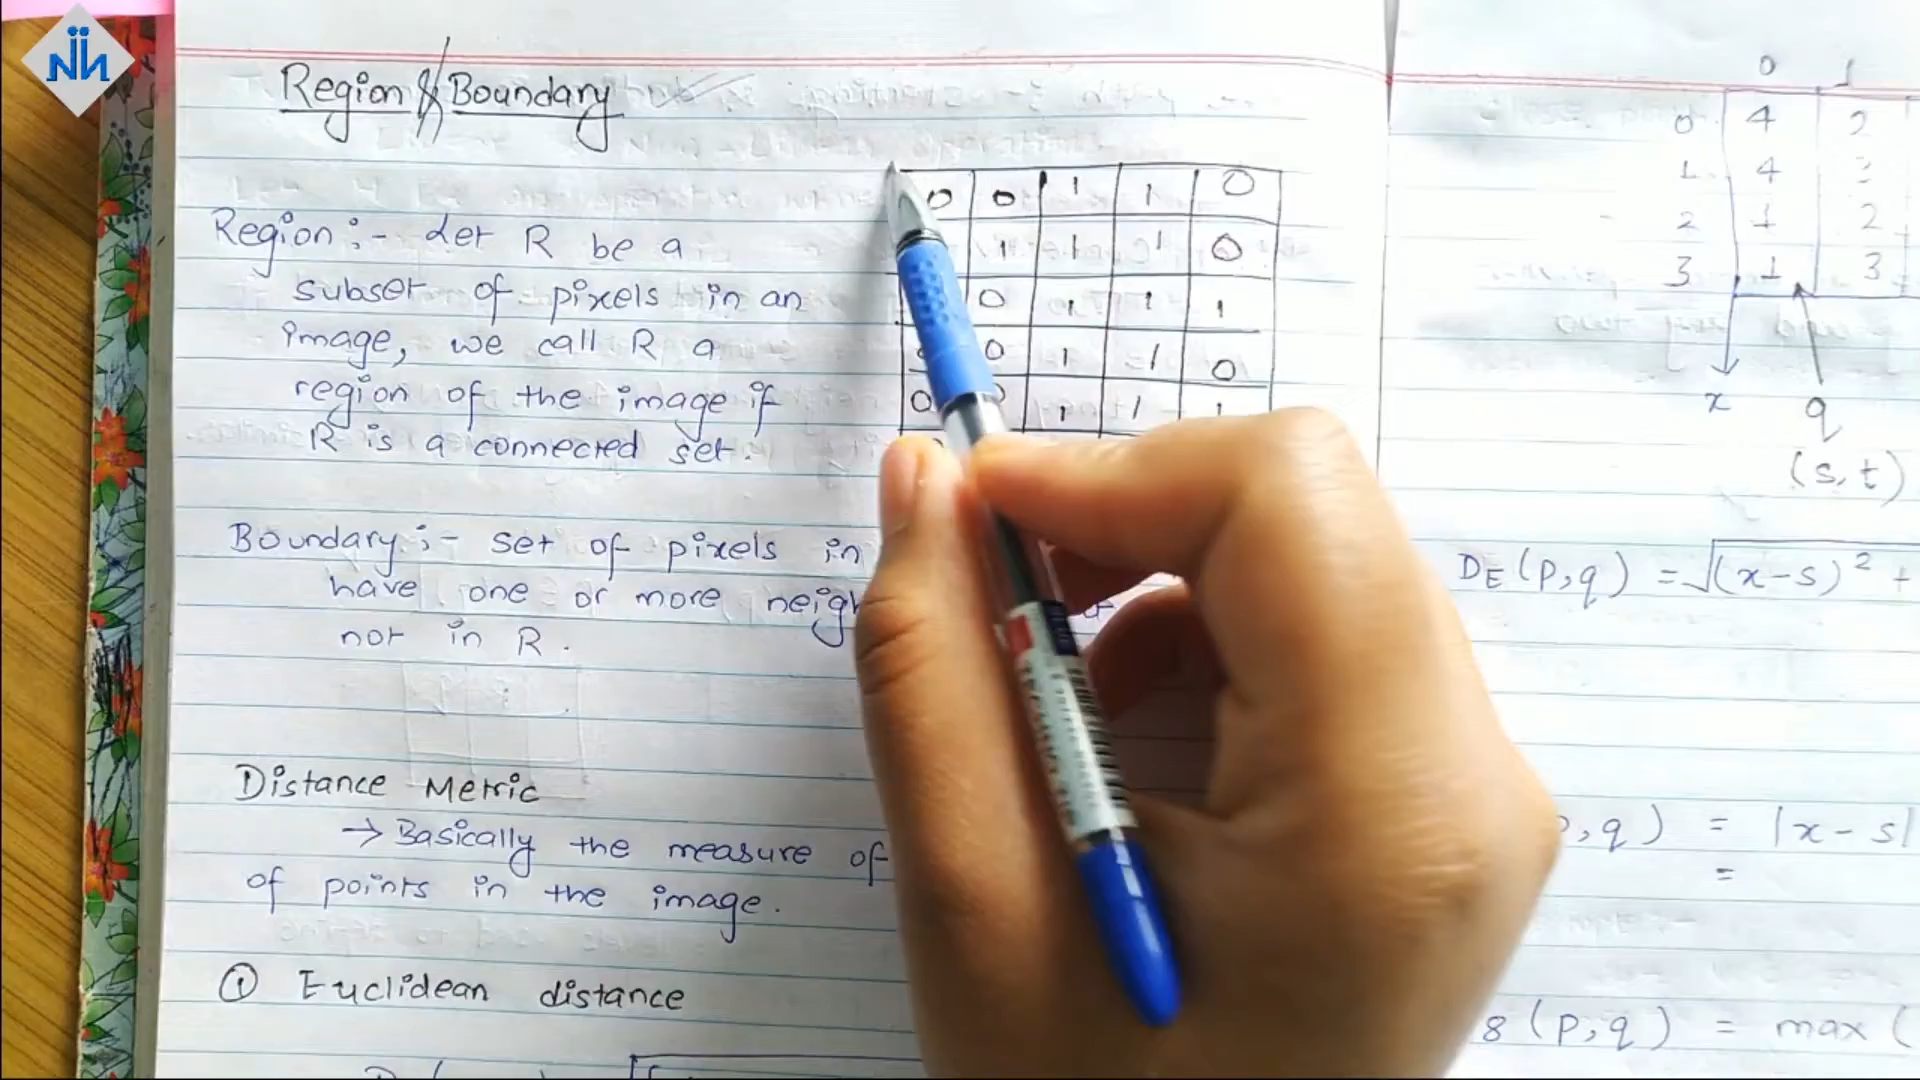 Region & Boundary
Region :- Let R be a
subset of pixels in an
image, we call R a
region of the image if
R is a connected set.
0 0 1 1 0
1 1 1 0
0 1 1 1
0 1 1 0
0 1 1 1
Boundary :- set of pixels in
have one or more
not in R.
Distance Metric
→ Basically the measure of
of points in the image.
① Euclidean distance
0 1
0 4 2
1 4
2 1 2
3 1 3
x q
(s,t)
DE (p,q) = √(x-s)² +
,q) = |x-s|
=
8 (p,q) = max (